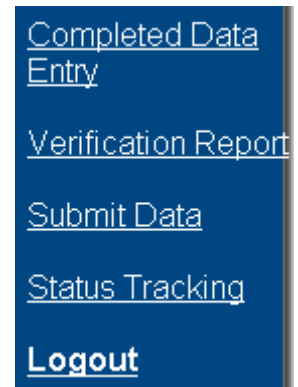 Completed Data
Entry
Verification Report
Submit Data
Status Tracking
Logout